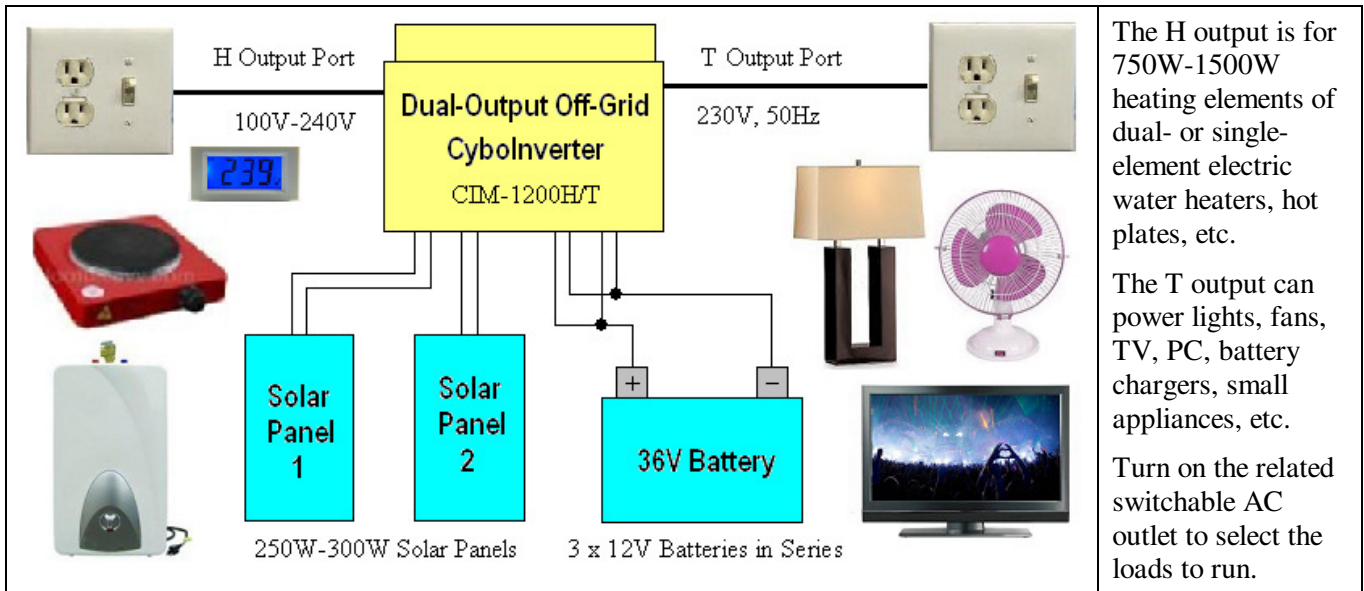 H Output Port
100V-240V
239.
Dual-Output Off-Grid
CyboInverter
CIM-1200H/T
T Output Port
230V, 50Hz
Solar
Panel
1
Solar
Panel
2
+
−
36V Battery
250W-300W Solar Panels
3 x 12V Batteries in Series
The H output is for
750W-1500W
heating elements of
dual- or single-
element electric
water heaters, hot
plates, etc.
The T output can
power lights, fans,
TV, PC, battery
chargers, small
appliances, etc.
Turn on the related
switchable AC
outlet to select the
loads to run.